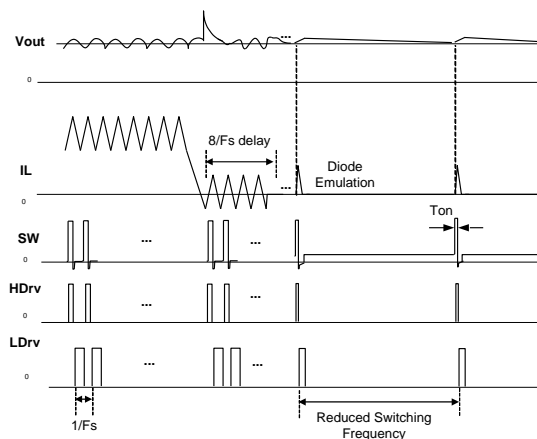 Vout
...
0
8/Fs delay
IL
...
Diode
Emulation
0
Ton
SW
...
...
0
HDrv
...
...
0
LDrv
...
...
0
1/Fs
Reduced Switching
Frequency